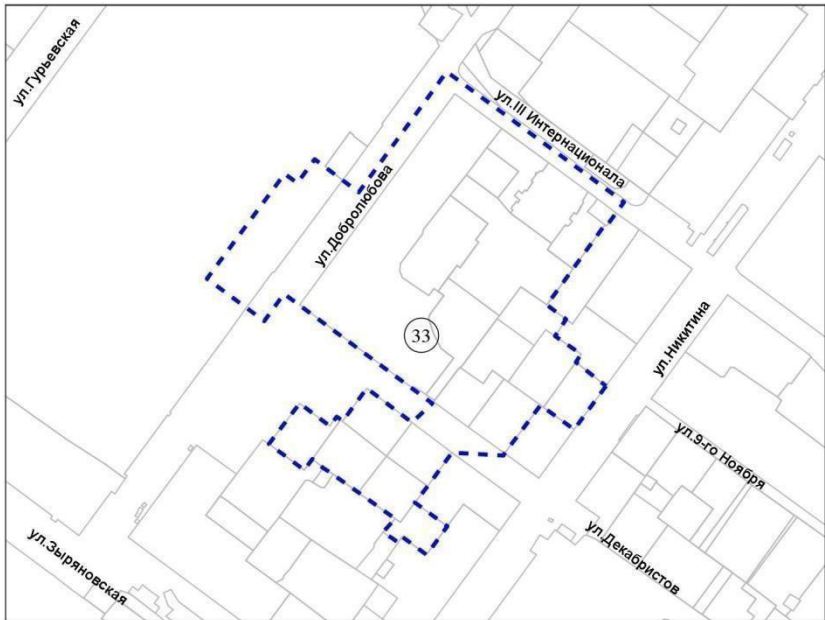 ул.Гурьевская
ул.III Интернационала
ул.Добролюбова
33
ул.Никитина
ул.9-го Ноября
ул.Декабристов
ул.Зыряновская